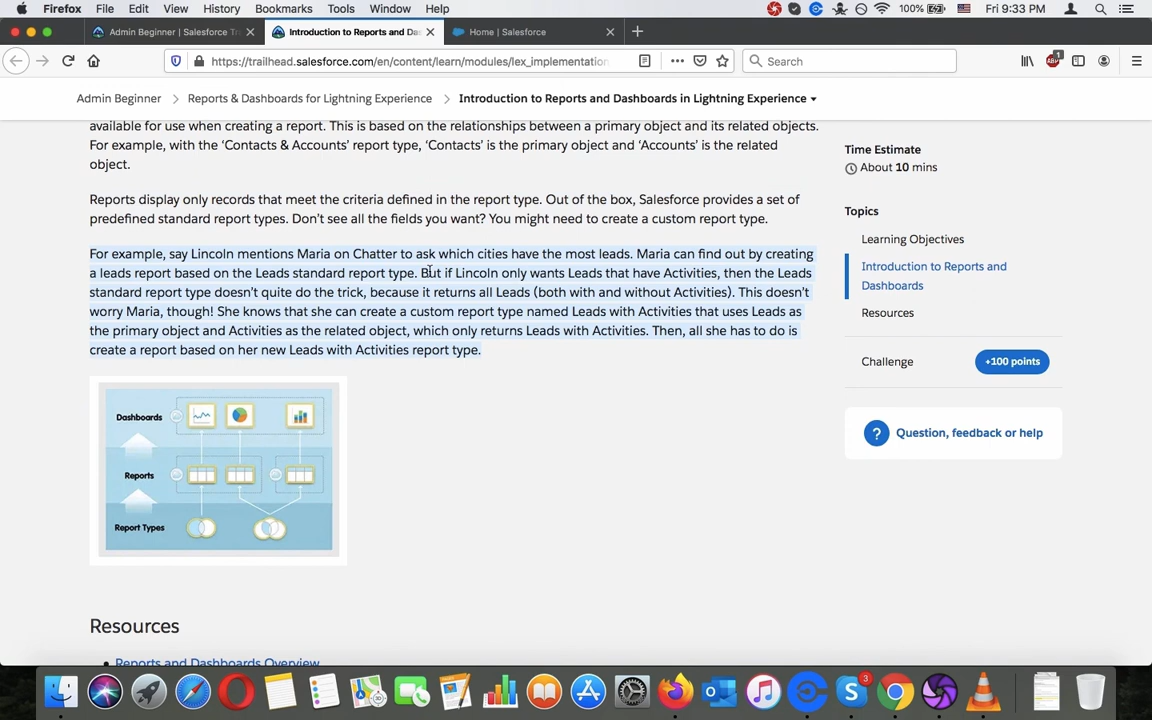 Firefox File Edit View History Bookmarks Tools Window Help 100% Fri 9:33 PM
Admin Beginner | Salesforce Tra Introduction to Reports and Das Home | Salesforce
https://trailhead.salesforce.com/en/content/learn/modules/lex_implementation Search
Admin Beginner Reports & Dashboards for Lightning Experience Introduction to Reports and Dashboards in Lightning Experience
available for use when creating a report. This is based on the relationships between a primary object and its related objects.
For example, with the ‘Contacts & Accounts’ report type, ‘Contacts’ is the primary object and ‘Accounts’ is the related
object.
Reports display only records that meet the criteria defined in the report type. Out of the box, Salesforce provides a set of
predefined standard report types. Don’t see all the fields you want? You might need to create a custom report type.
For example, say Lincoln mentions Maria on Chatter to ask which cities have the most leads. Maria can find out by creating
a leads report based on the Leads standard report type. But if Lincoln only wants Leads that have Activities, then the Leads
standard report type doesn’t quite do the trick, because it returns all Leads (both with and without Activities). This doesn’t
worry Maria, though! She knows that she can create a custom report type named Leads with Activities that uses Leads as
the primary object and Activities as the related object, which only returns Leads with Activities. Then, all she has to do is
create a report based on her new Leads with Activities report type.
Dashboards
Reports
Report Types
Resources
Reports and Dashboards Overview
Time Estimate
About 10 mins
Topics
Learning Objectives
Introduction to Reports and
Dashboards
Resources
Challenge +100 points
? Question, feedback or help
1
3